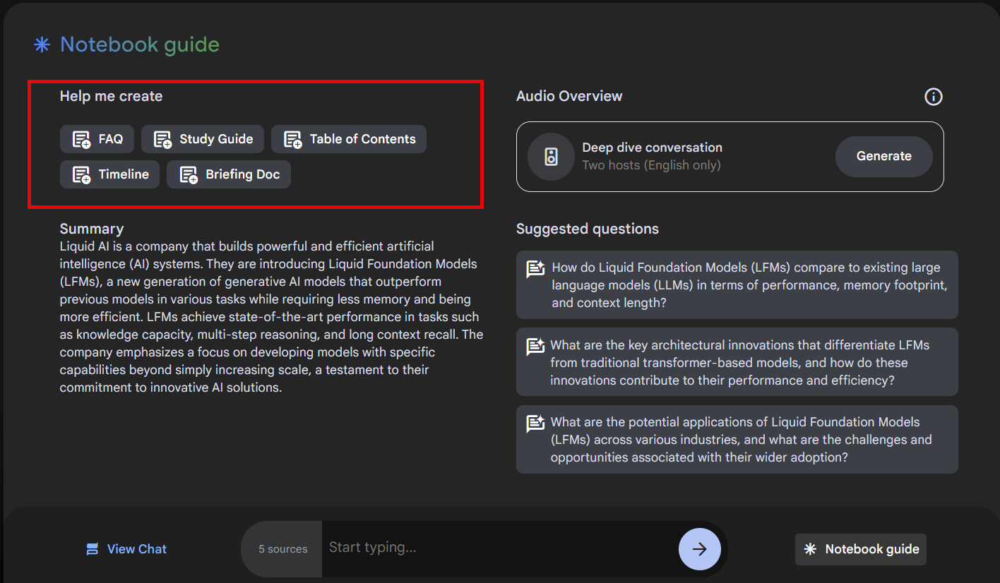 Notebook guide
Help me create
FAQ
Study Guide
Table of Contents
Timeline
Briefing Doc
Summary
Liquid AI is a company that builds powerful and efficient artificial
intelligence (AI) systems. They are introducing Liquid Foundation Models
(LFMs), a new generation of generative AI models that outperform
previous models in various tasks while requiring less memory and being
more efficient. LFMs achieve state-of-the-art performance in tasks such
as knowledge capacity, multi-step reasoning, and long context recall. The
company emphasizes a focus on developing models with specific
capabilities beyond simply increasing scale, a testament to their
commitment to innovative AI solutions.
Audio Overview
Deep dive conversation
Two hosts (English only)
Generate
Suggested questions
How do Liquid Foundation Models (LFMs) compare to existing large
language models (LLMs) in terms of performance, memory footprint,
and context length?
What are the key architectural innovations that differentiate LFMs
from traditional transformer-based models, and how do these
innovations contribute to their performance and efficiency?
What are the potential applications of Liquid Foundation Models
(LFMs) across various industries, and what are the challenges and
opportunities associated with their wider adoption?
View Chat
5 sources
Start typing...
Notebook guide